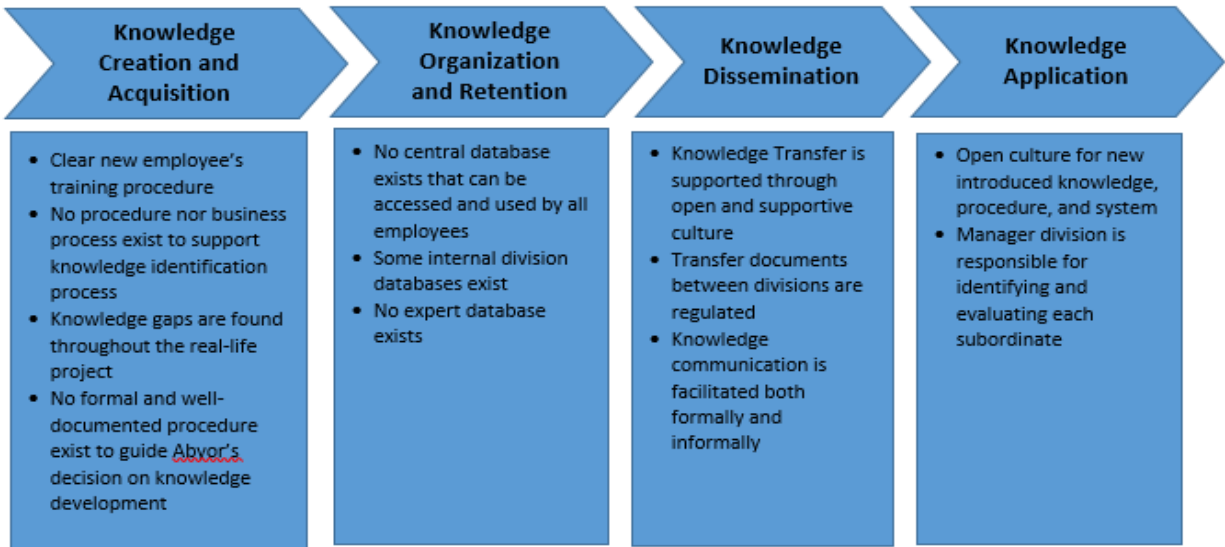 Knowledge
Creation and
Acquisition
Knowledge
Organization
and Retention
Knowledge
Dissemination
Knowledge
Application
• Clear new employee's
training procedure
• No procedure nor business
process exist to support
knowledge identification
process
• Knowledge gaps are found
throughout the real-life
project
• No formal and well-
documented procedure
exist to guide Abyor's
decision on knowledge
development
• No central database
exists that can be
accessed and used by all
employees
• Some internal division
databases exist
• No expert database
exists
• Knowledge Transfer is
supported through
open and supportive
culture
• Transfer documents
between divisions are
regulated
• Knowledge
communication is
facilitated both
formally and
informally
• Open culture for new
introduced knowledge,
procedure, and system
• Manager division is
responsible for
identifying and
evaluating each
subordinate